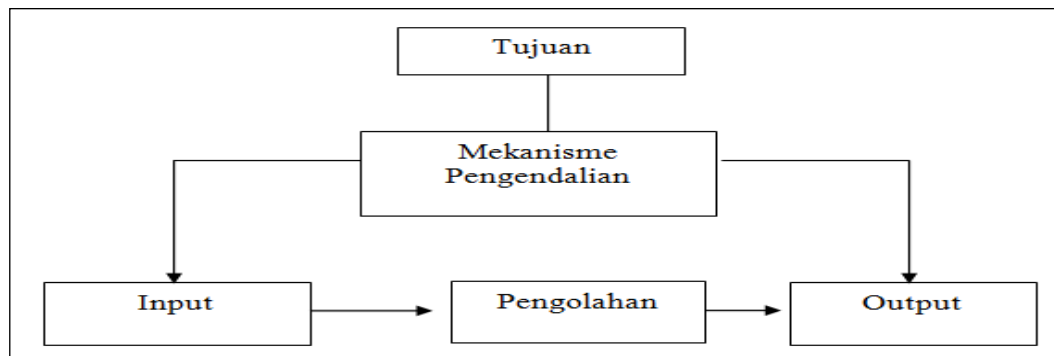 Tujuan
Mekanisme
Pengendalian
Input
Pengolahan
Output